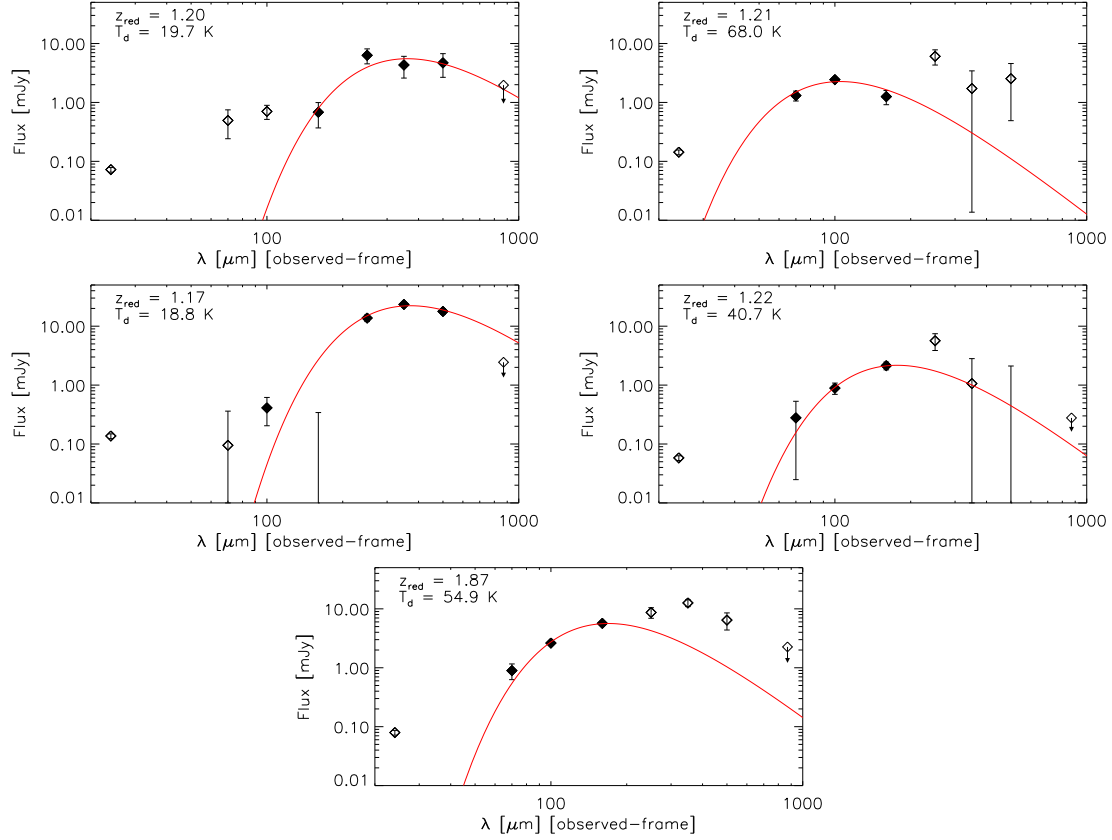 z_red = 1.20
T_d = 19.7 K
10.00
1.00
0.10
0.01
Flux [mJy]
100
1000
λ [μm] [observed-frame]
z_red = 1.21
T_d = 68.0 K
10.00
1.00
0.10
0.01
Flux [mJy]
100
1000
λ [μm] [observed-frame]
z_red = 1.17
T_d = 18.8 K
10.00
1.00
0.10
0.01
Flux [mJy]
100
1000
λ [μm] [observed-frame]
z_red = 1.22
T_d = 40.7 K
10.00
1.00
0.10
0.01
Flux [mJy]
100
1000
λ [μm] [observed-frame]
z_red = 1.87
T_d = 54.9 K
10.00
1.00
0.10
0.01
Flux [mJy]
100
1000
λ [μm] [observed-frame]